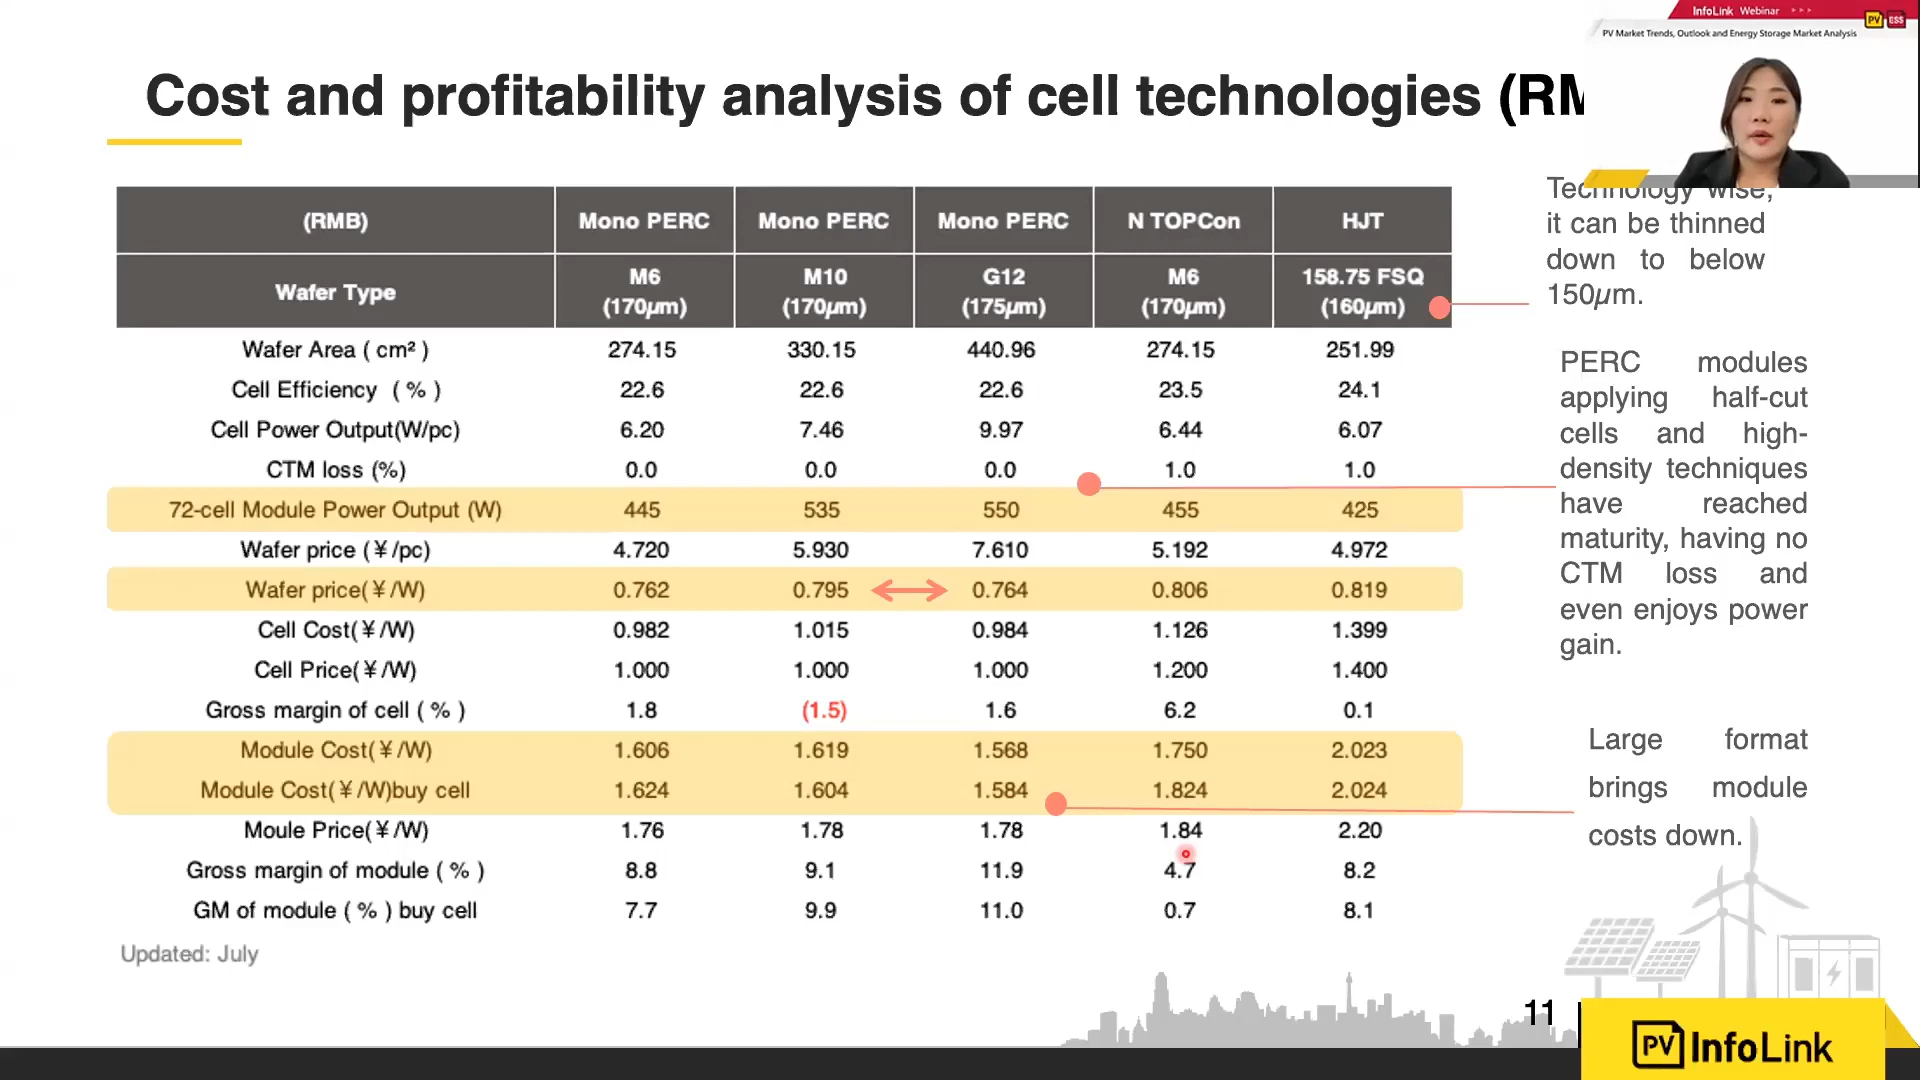 InfoLink Webinar
PV ESS
PV Market Trends, Outlook and Energy Storage Market Analysis
Cost and profitability analysis of cell technologies (RM
(RMB) Mono PERC Mono PERC Mono PERC N TOPCon HJT
Wafer Type M6 (170µm) M10 (170µm) G12 (175µm) M6 (170µm) 158.75 FSQ (160µm)
Wafer Area ( cm² ) 274.15 330.15 440.96 274.15 251.99
Cell Efficiency ( % ) 22.6 22.6 22.6 23.5 24.1
Cell Power Output(W/pc) 6.20 7.46 9.97 6.44 6.07
CTM loss (%) 0.0 0.0 0.0 1.0 1.0
72-cell Module Power Output (W) 445 535 550 455 425
Wafer price (¥/pc) 4.720 5.930 7.610 5.192 4.972
Wafer price(¥/W) 0.762 0.795 0.764 0.806 0.819
Cell Cost(¥/W) 0.982 1.015 0.984 1.126 1.399
Cell Price(¥/W) 1.000 1.000 1.000 1.200 1.400
Gross margin of cell ( % ) 1.8 (1.5) 1.6 6.2 0.1
Module Cost(¥/W) 1.606 1.619 1.568 1.750 2.023
Module Cost(¥/W)buy cell 1.624 1.604 1.584 1.824 2.024
Moule Price(¥/W) 1.76 1.78 1.78 1.84 2.20
Gross margin of module ( % ) 8.8 9.1 11.9 4.7 8.2
GM of module ( % ) buy cell 7.7 9.9 11.0 0.7 8.1
Updated: July
Technology wise,
it can be thinned
down to below
150µm.
PERC modules
applying half-cut
cells and high-
density techniques
have reached
maturity, having no
CTM loss and
even enjoys power
gain.
Large format
brings module
costs down.
11
PV InfoLink